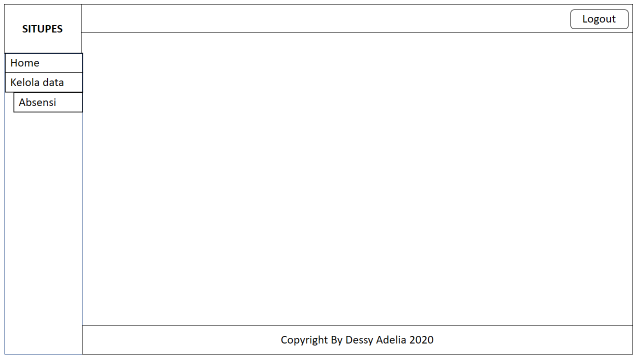 SITUPES
Logout
Home
Kelola data
Absensi
Copyright By Dessy Adelia 2020